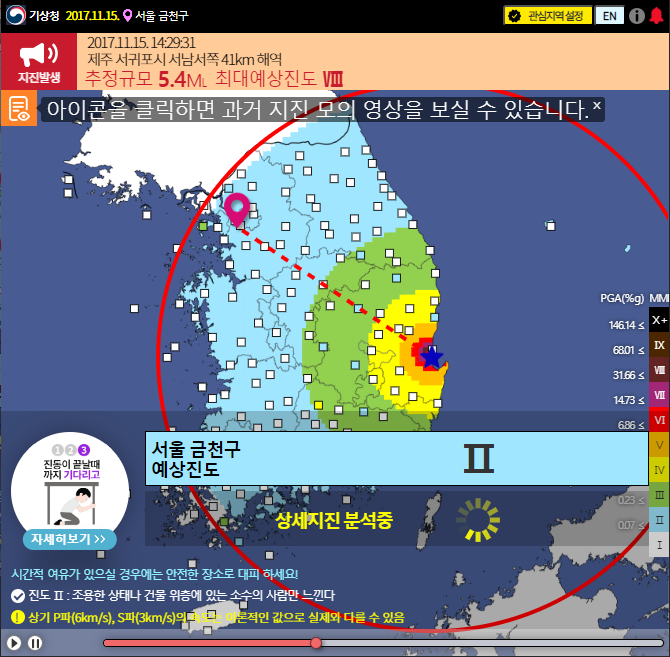 기상청 2017.11.15. 서울 금천구 관심지역 설정 EN
지진발생
2017.11.15. 14:29:31
제주 서귀포시 서남서쪽 41km 해역
추정규모 5.4ML 최대예상진도 Ⅷ
아이콘을 클릭하면 과거 지진 모의 영상을 보실 수 있습니다. x
PGA(%g) MMI
146.14 ≤ X+
68.01 ≤ Ⅸ
31.66 ≤ Ⅷ
14.73 ≤ Ⅶ
6.86 ≤ Ⅵ
Ⅴ
Ⅳ
0.23 ≤ Ⅲ
0.07 ≤ Ⅱ
Ⅰ
1 2 3
진동이 끝날때
까지 기다리고
자세히보기 >>
서울 금천구
예상진도
Ⅱ
상세지진 분석중
시간적 여유가 있으실 경우에는 안전한 장소로 대피 하세요!
진도 Ⅱ : 조용한 상태나 건물 위층에 있는 소수의 사람만 느낀다
상기 P파(6km/s), S파(3km/s)의 속도는 이론적인 값으로 실제와 다를 수 있음